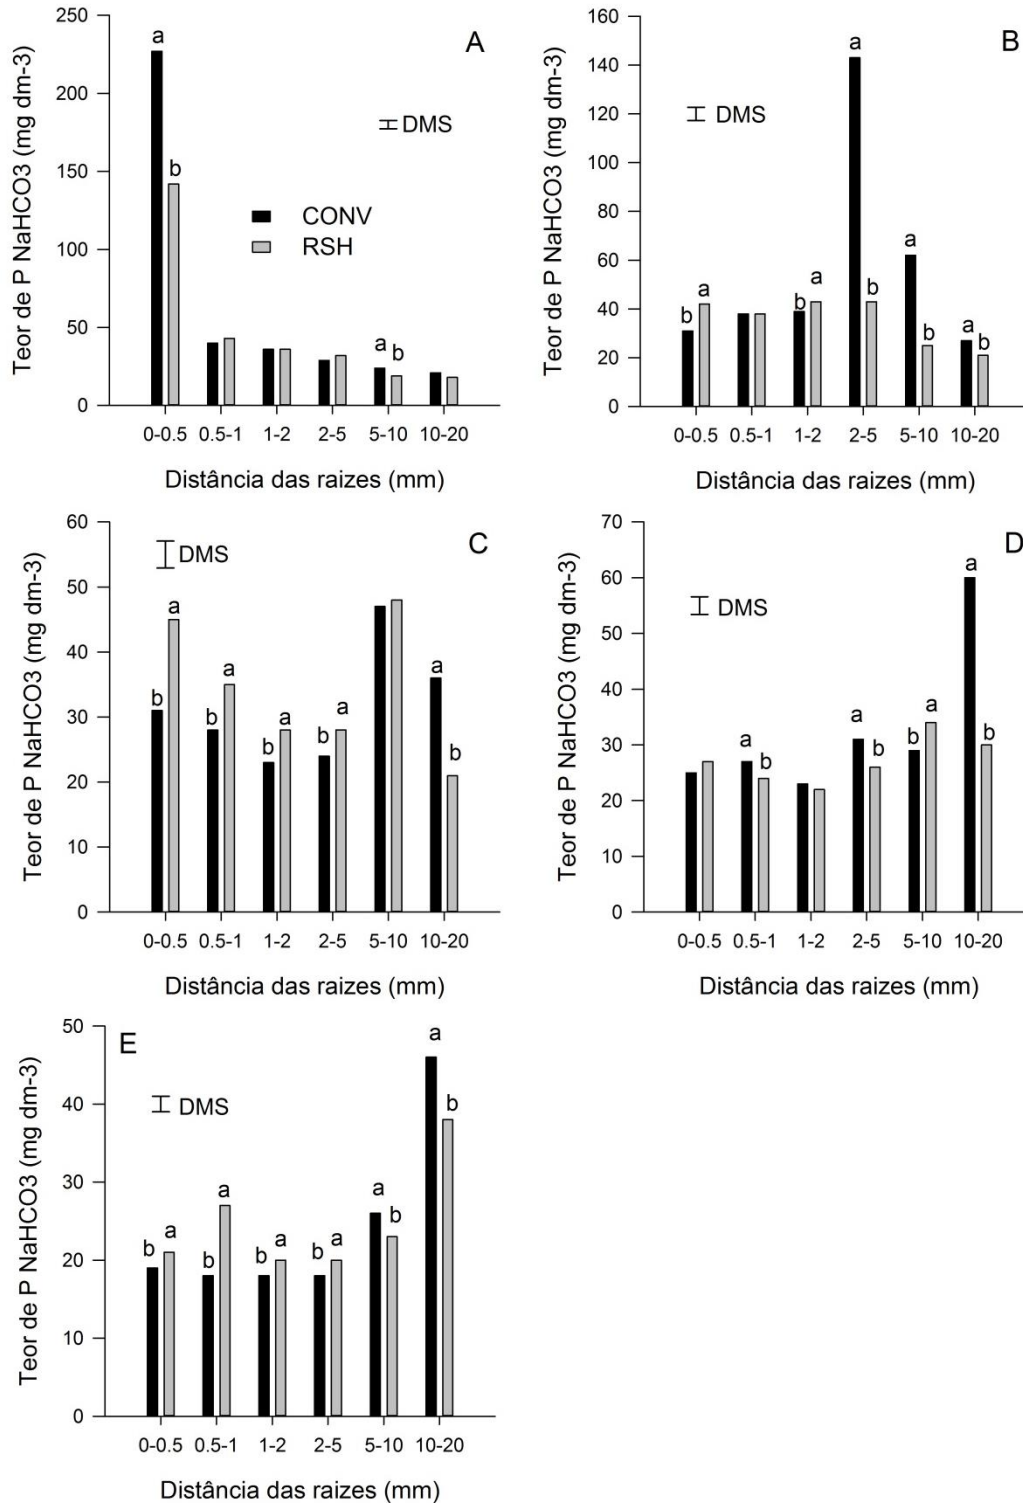 A
Teor de P NaHCO3 (mg dm-3)
250
200
150
100
50
0
a
b
DMS
CONV
RSH
a
b
0-0.5 0.5-1 1-2 2-5 5-10 10-20
Distância das raizes (mm)
B
Teor de P NaHCO3 (mg dm-3)
160
140
120
100
80
60
40
20
0
DMS
b a
b a
a b
a b
a b
0-0.5 0.5-1 1-2 2-5 5-10 10-20
Distância das raizes (mm)
C
Teor de P NaHCO3 (mg dm-3)
60
50
40
30
20
10
0
DMS
b a
b a
b a
b a
a b
0-0.5 0.5-1 1-2 2-5 5-10 10-20
Distância das raizes (mm)
D
Teor de P NaHCO3 (mg dm-3)
70
60
50
40
30
20
10
0
DMS
a b
a b
b a
a b
0-0.5 0.5-1 1-2 2-5 5-10 10-20
Distância das raizes (mm)
E
Teor de P NaHCO3 (mg dm-3)
50
40
30
20
10
0
DMS
b a
b a
b a
b a
a b
a b
0-0.5 0.5-1 1-2 2-5 5-10 10-20
Distância das raizes (mm)